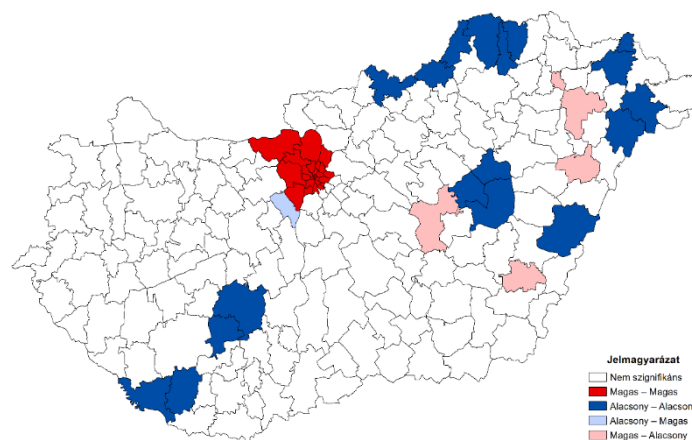 Jelmagyarázat
Nem szignifikáns
Magas – Magas
Alacsony – Alacson
Alacsony – Magas
Magas – Alacsony